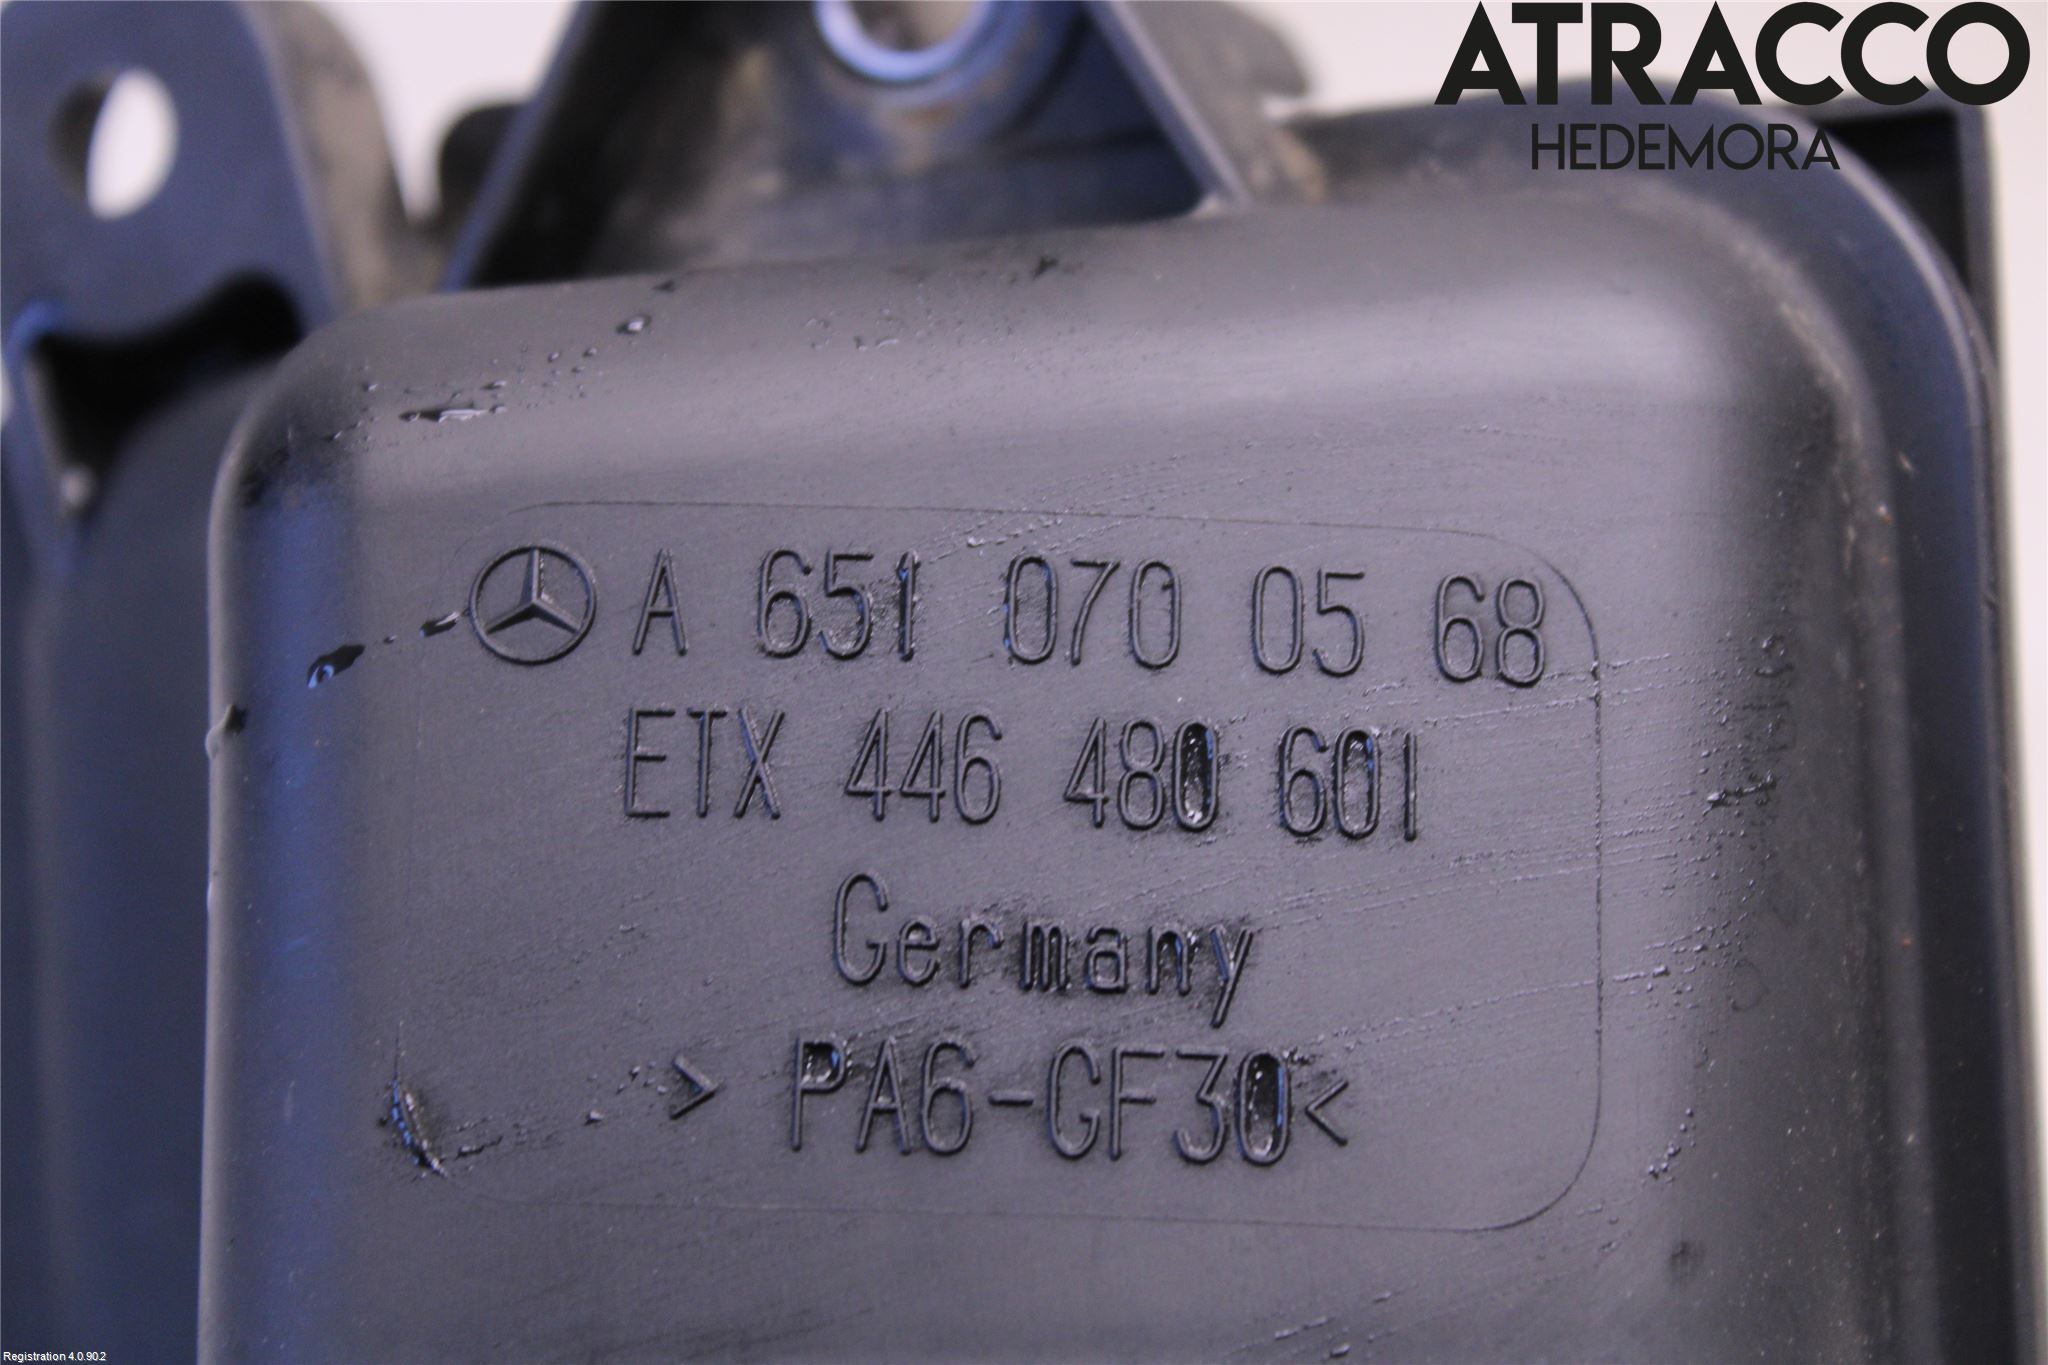 ATRACCO
HEDEMORA
A 651 070 05 68
ETX 446 480 601
Germany
> PA6-GF30<
Registration 4.0.90.2